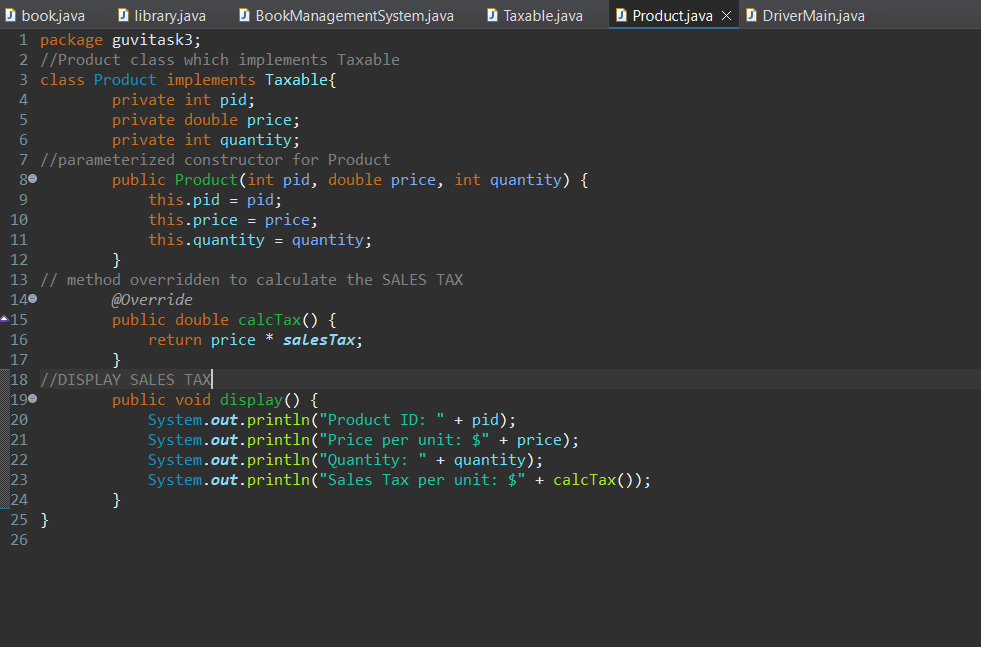 book.java library.java BookManagementSystem.java Taxable.java Product.java DriverMain.java
1 package guvitask3;
2 //Product class which implements Taxable
3 class Product implements Taxable{
4 private int pid;
5 private double price;
6 private int quantity;
7 //parameterized constructor for Product
8 public Product(int pid, double price, int quantity) {
9 this.pid = pid;
10 this.price = price;
11 this.quantity = quantity;
12 }
13 // method overridden to calculate the SALES TAX
14 @Override
15 public double calcTax() {
16 return price * salesTax;
17 }
18 //DISPLAY SALES TAX
19 public void display() {
20 System.out.println("Product ID: " + pid);
21 System.out.println("Price per unit: $" + price);
22 System.out.println("Quantity: " + quantity);
23 System.out.println("Sales Tax per unit: $" + calcTax());
24 }
25 }
26